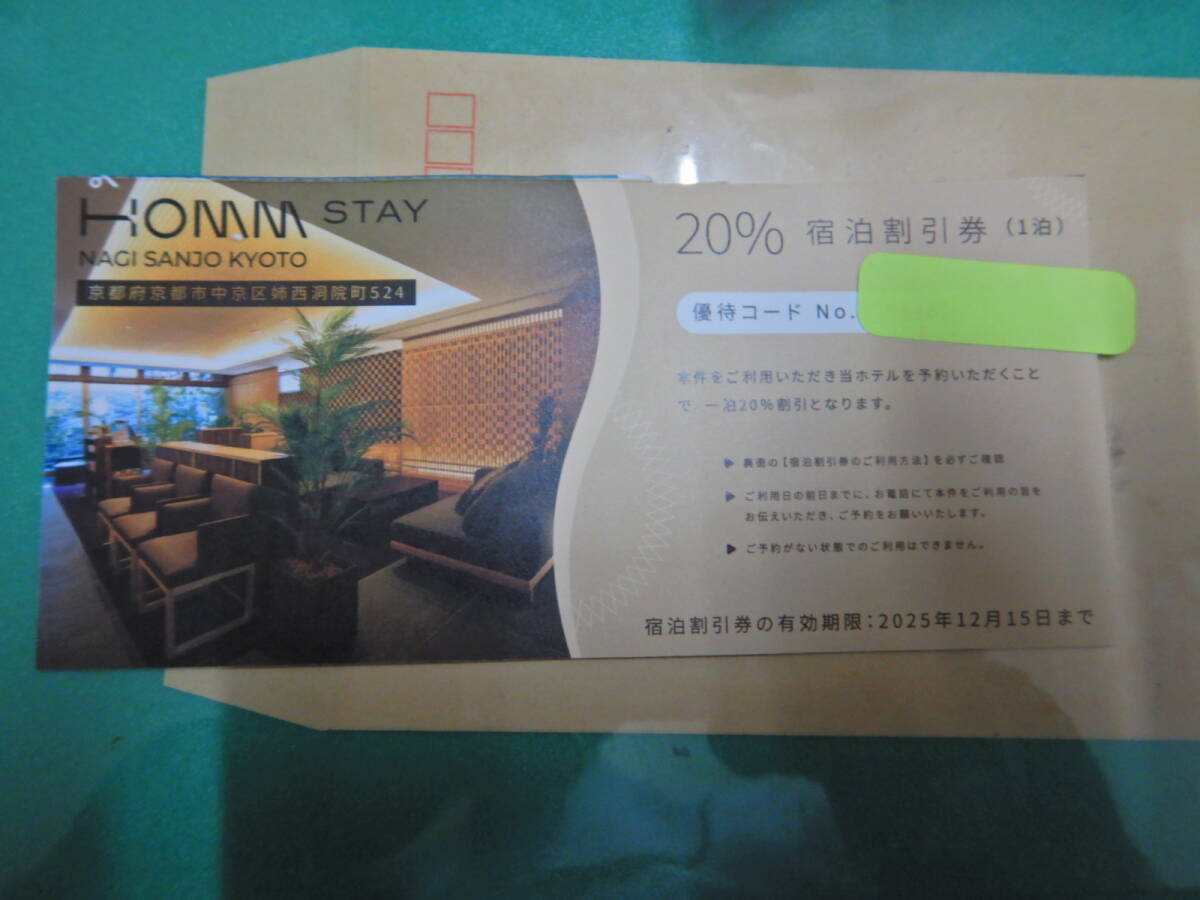 HOMM STAY
NAGI SANJO KYOTO
京都府京都市中京区姉西洞院町524
20% 宿泊割引券（1泊）
優待コード No.
本件をご利用いただき当ホテルを予約いただくこと
で、一泊20%割引となります。
▶ 裏面の【宿泊割引券のご利用方法】を必ずご確認
▶ ご利用日の前日までに、お電話にて本件をご利用の旨を
お伝えいただき、ご予約をお願いいたします。
▶ ご予約がない状態でのご利用はできません。
宿泊割引券の有効期限：2025年12月15日まで